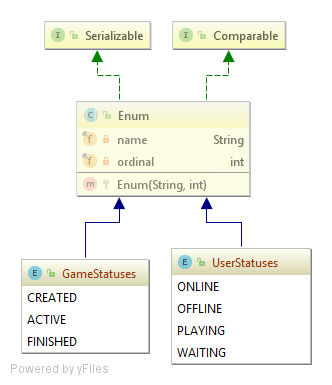 Serializable
Comparable
Enum
name String
ordinal int
Enum(String, int)
GameStatuses
CREATED
ACTIVE
FINISHED
UserStatuses
ONLINE
OFFLINE
PLAYING
WAITING
Powered by yFiles